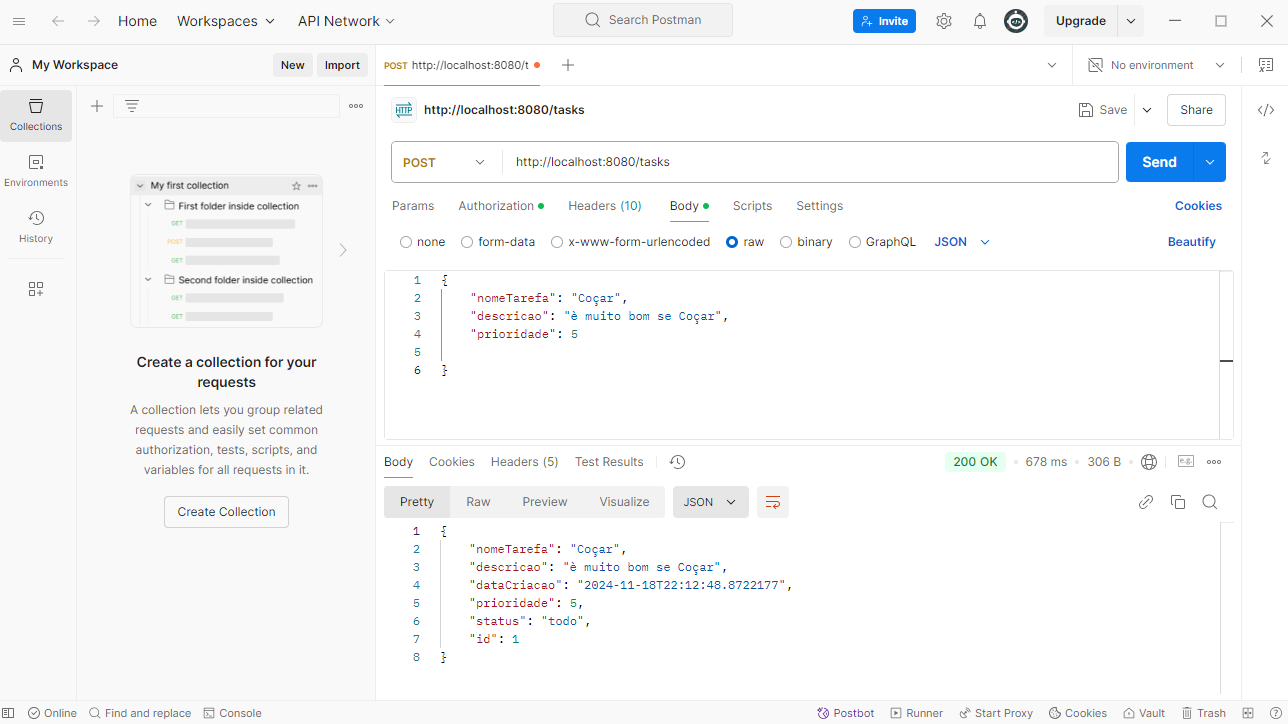 Home Workspaces API Network Search Postman Invite Upgrade
My Workspace New Import POST http://localhost:8080/t No environment
Collections
Environments
History
My first collection
First folder inside collection
GET
POST
GET
Second folder inside collection
GET
GET
Create a collection for your
requests
A collection lets you group related
requests and easily set common
authorization, tests, scripts, and
variables for all requests in it.
Create Collection
HTTP http://localhost:8080/tasks Save Share
POST http://localhost:8080/tasks Send
Params Authorization Headers (10) Body Scripts Settings Cookies
none form-data x-www-form-urlencoded raw binary GraphQL JSON Beautify
1 {
2 "nomeTarefa": "Coçar",
3 "descricao": "è muito bom se Coçar",
4 "prioridade": 5
5
6 }
Body Cookies Headers (5) Test Results 200 OK 678 ms 306 B e.g.
Pretty Raw Preview Visualize JSON
1 {
2 "nomeTarefa": "Coçar",
3 "descricao": "è muito bom se Coçar",
4 "dataCriacao": "2024-11-18T22:12:48.8722177",
5 "prioridade": 5,
6 "status": "todo",
7 "id": 1
8 }
Online Find and replace Console Postbot Runner Start Proxy Cookies Vault Trash